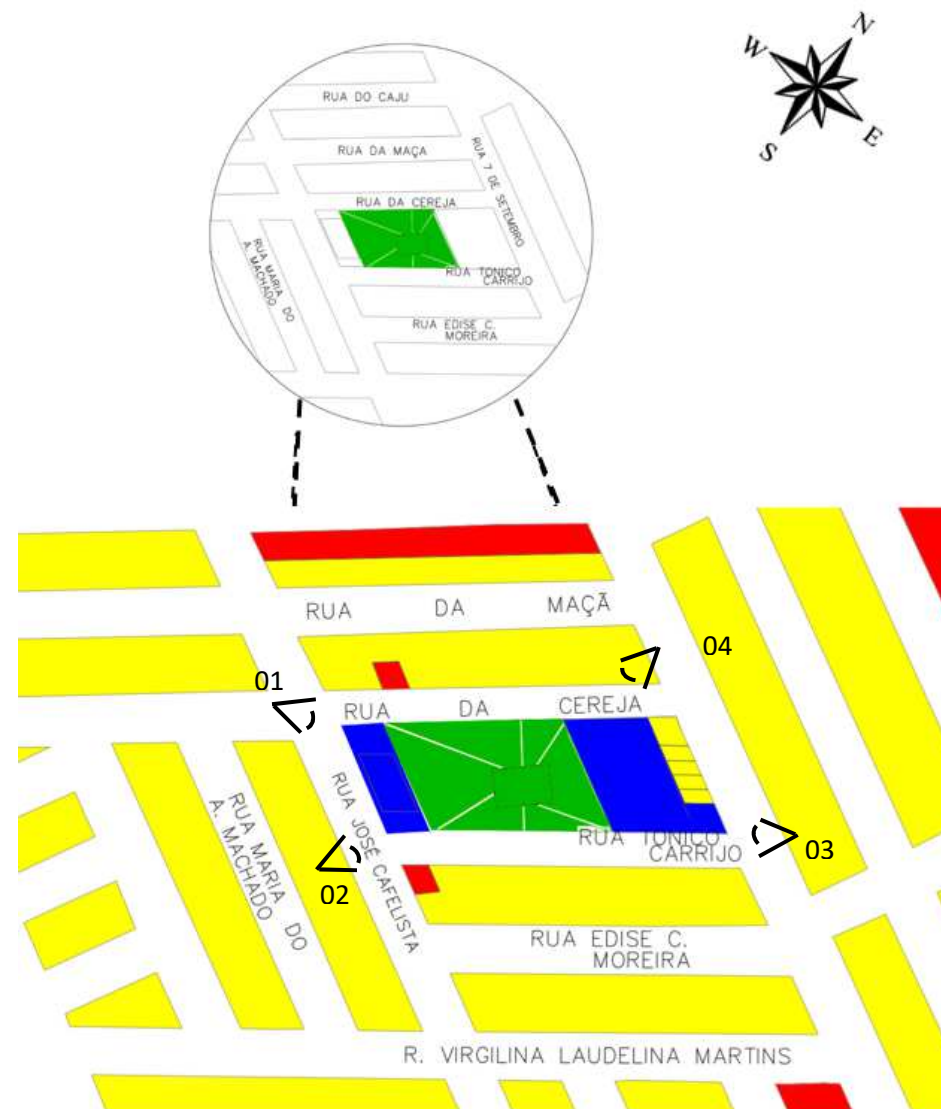 N
W
E
S
RUA DO CAJU
RUA DA MAÇA
RUA 7 DE SETEMBRO
RUA DA CEREJA
RUA MARIA DO
A. MACHADO
RUA TONICO
CARRIJO
RUA EDISE C.
MOREIRA
RUA DA MAÇÃ
04
01
RUA DA CEREJA
RUA MARIA DO
A. MACHADO
RUA JOSÉ CAFELISTA
RUA TONICO
CARRIJO
03
02
RUA EDISE C.
MOREIRA
R. VIRGILINA LAUDELINA MARTINS